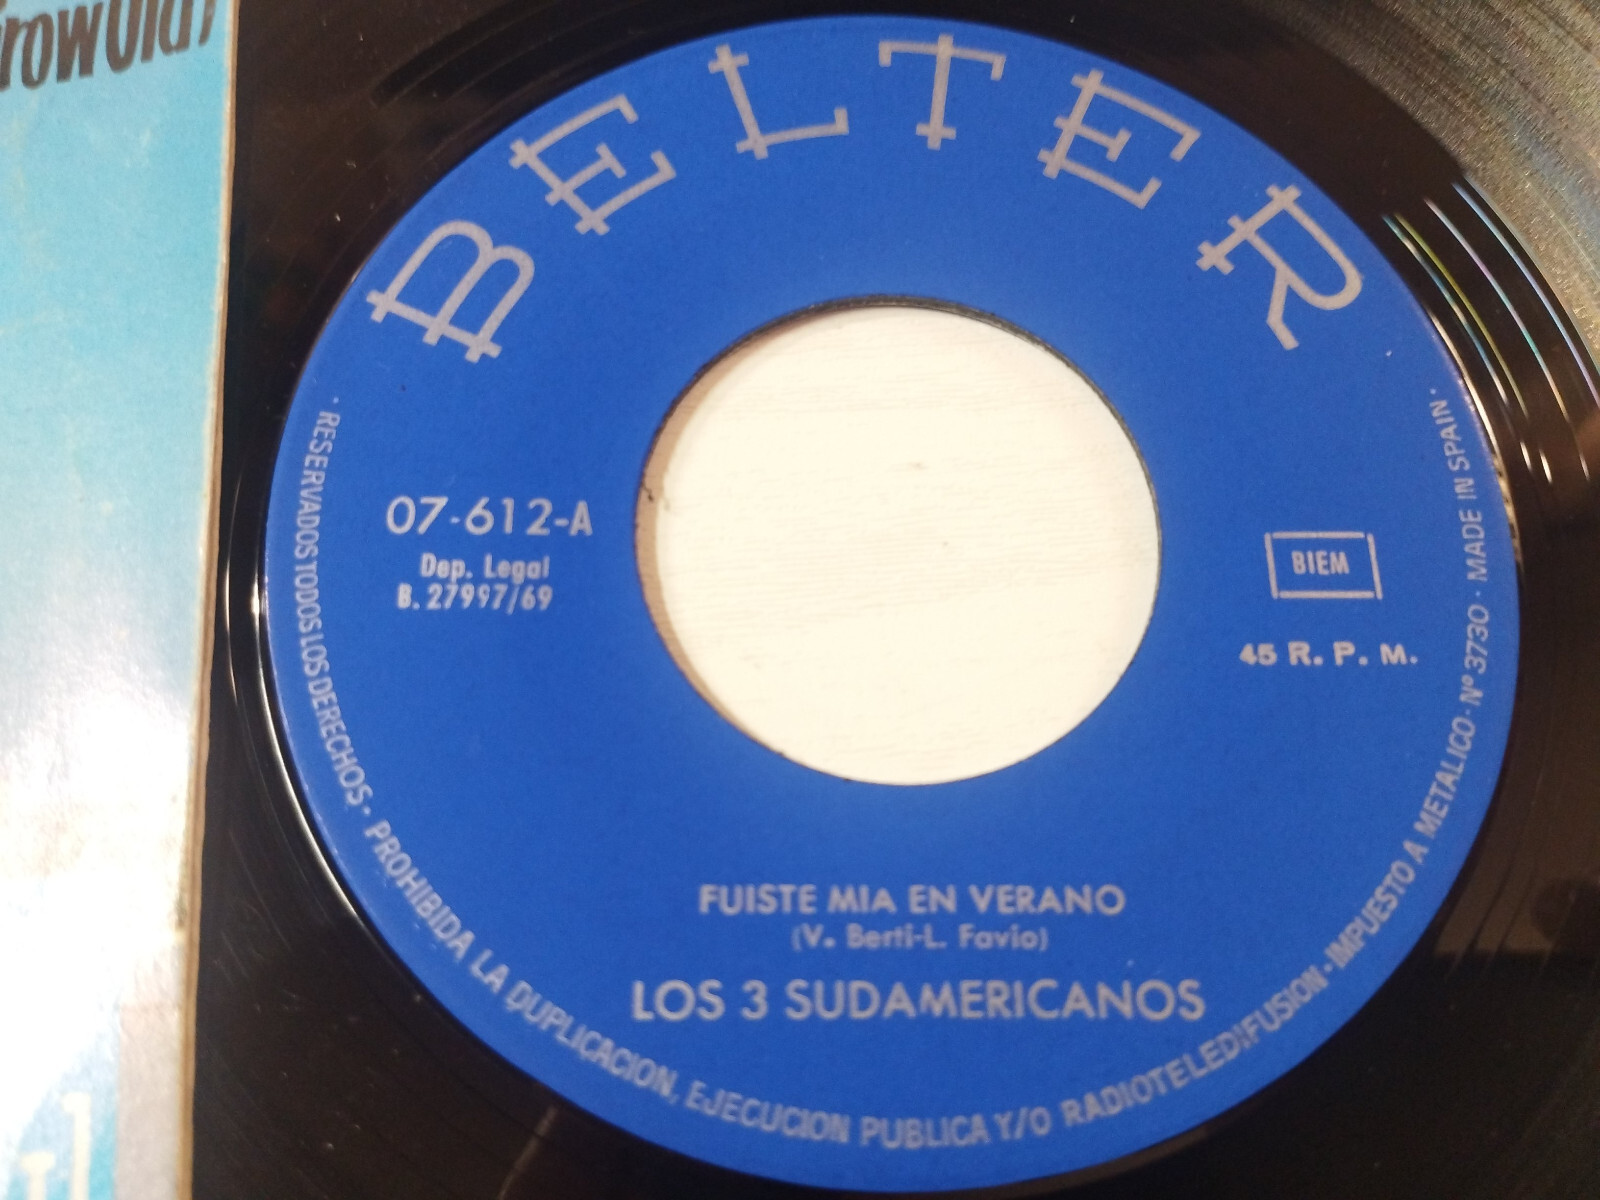 BELTER
07-612-A
Dep. Legal
B. 27997/69
BIEM
45 R. P. M.
FUISTE MIA EN VERANO
(V. Berti-L. Favio)
LOS 3 SUDAMERICANOS
· RESERVADOS TODOS LOS DERECHOS · PROHIBIDA LA DUPLICACION, EJECUCION PUBLICA Y/O RADIOTELEDIFUSION · IMPUESTO A METALICO · Nº 3730 · MADE IN SPAIN ·